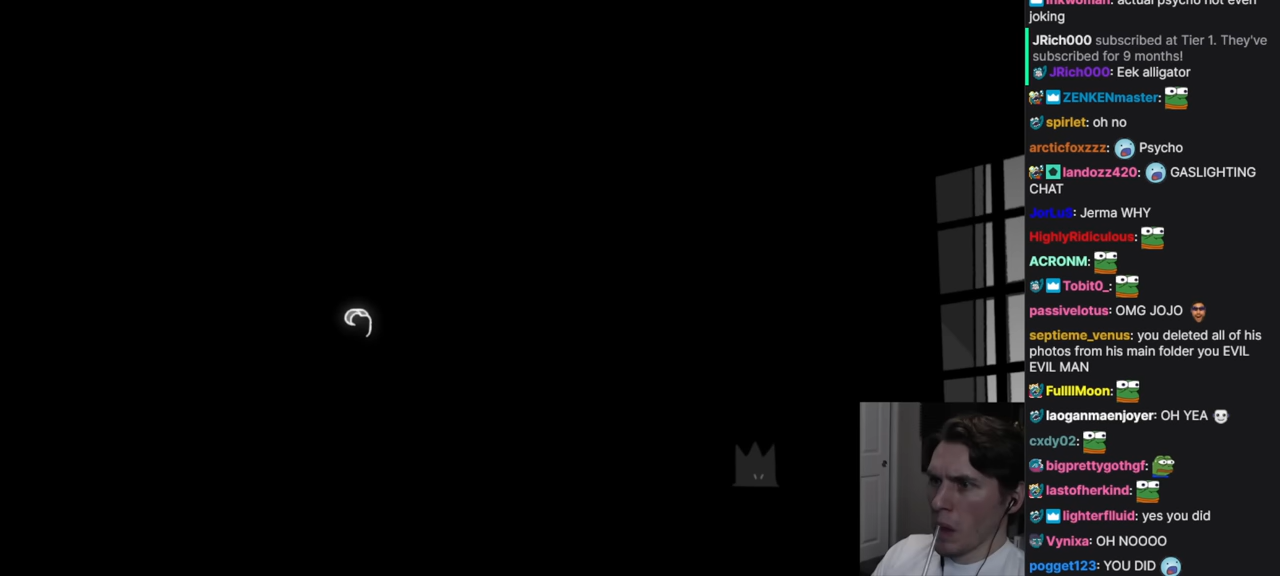 inkwoman: actual psycho not even
joking
JRich000 subscribed at Tier 1. They've
subscribed for 9 months!
JRich000: Eek alligator
ZENKENmaster:
spirlet: oh no
arcticfoxzzz: Psycho
landozz420: GASLIGHTING
CHAT
JorLuS: Jerma WHY
HighlyRidiculous:
ACRONM:
Tobit0_:
passivelotus: OMG JOJO
septieme_venus: you deleted all of his
photos from his main folder you EVIL
EVIL MAN
FullllMoon:
laoganmaenjoyer: OH YEA
cxdy02:
bigprettygothgf:
lastofherkind:
lighterflluid: yes you did
Vynixa: OH NOOOO
pogget123: YOU DID